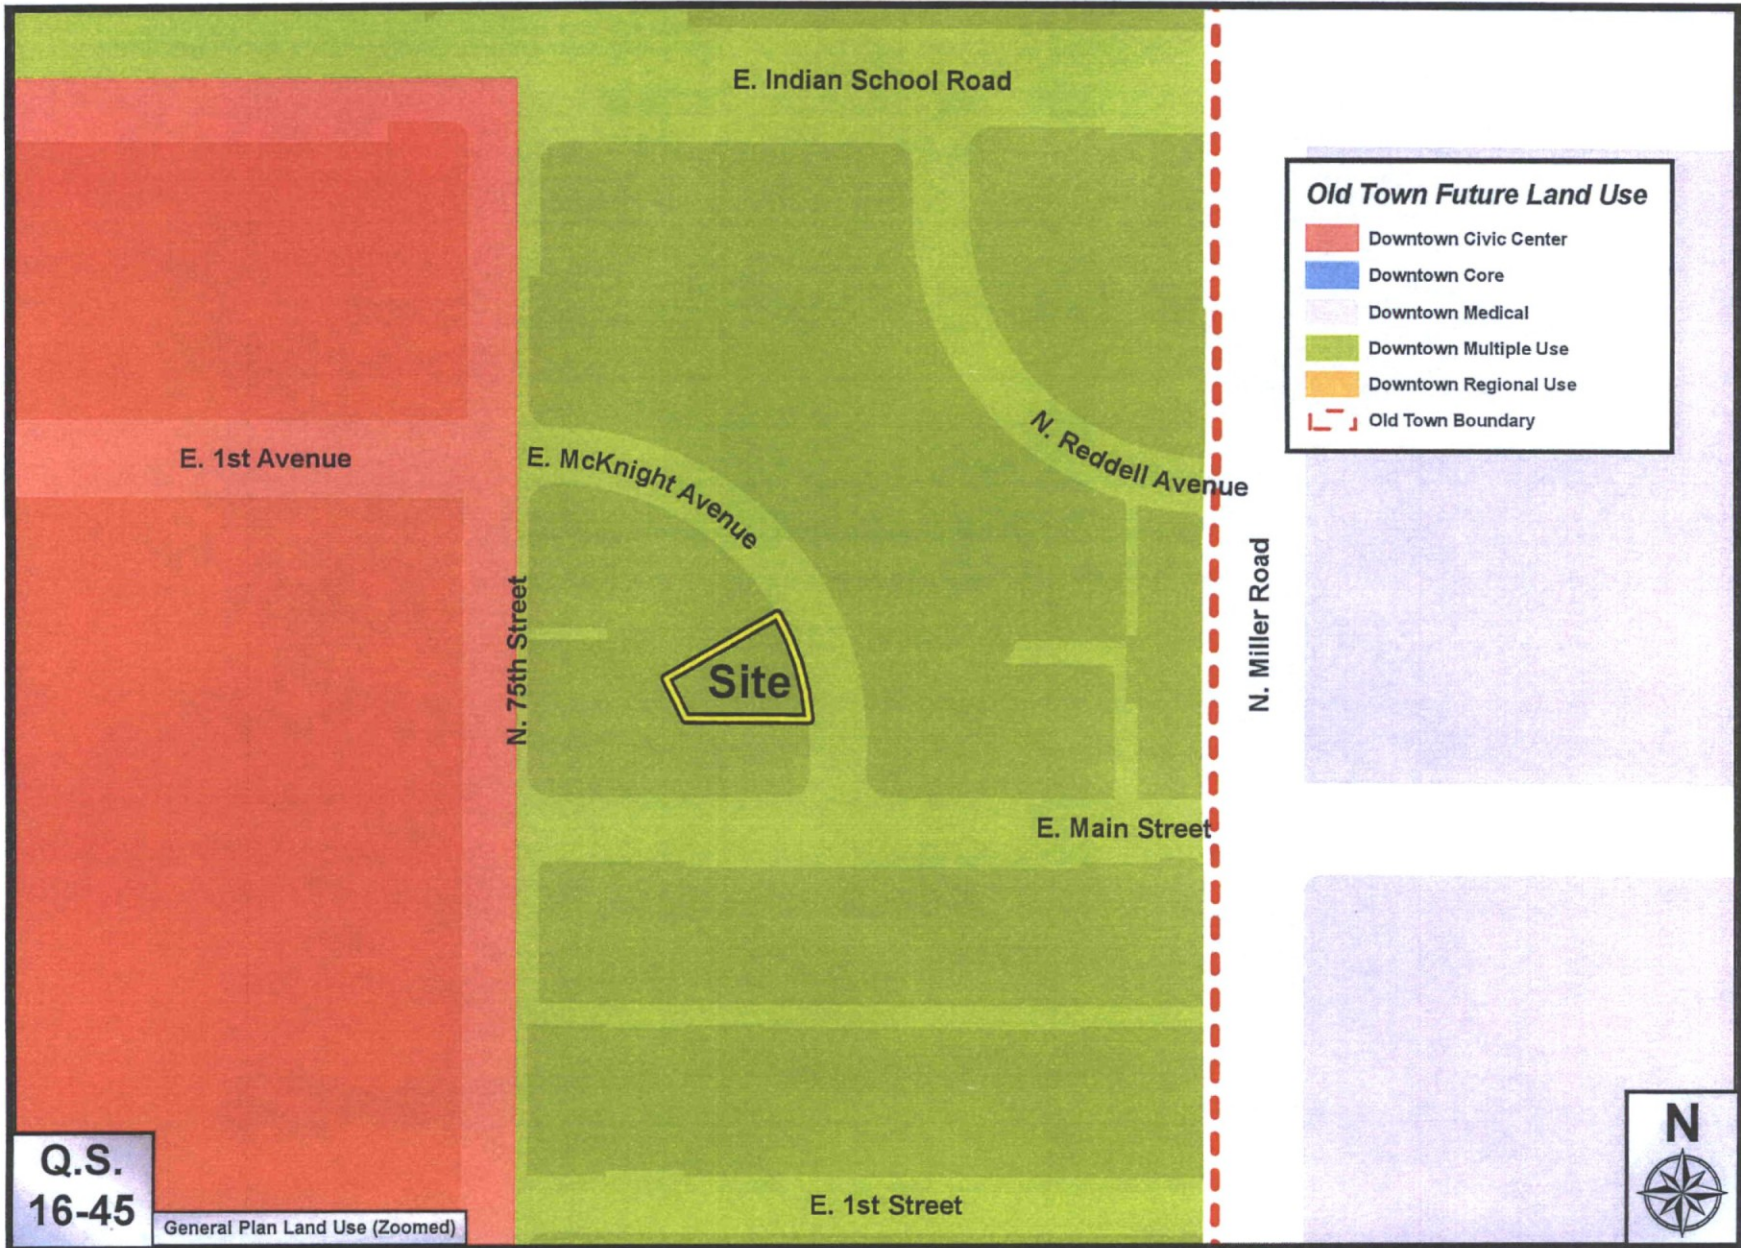 E. Indian School Road
Old Town Future Land Use
Downtown Civic Center
Downtown Core
Downtown Medical
Downtown Multiple Use
Downtown Regional Use
Old Town Boundary
E. 1st Avenue
E. McKnight Avenue
N. Reddell Avenue
N. 75th Street
Site
N. Miller Road
E. Main Street
E. 1st Street
Q.S.
16-45
General Plan Land Use (Zoomed)
N